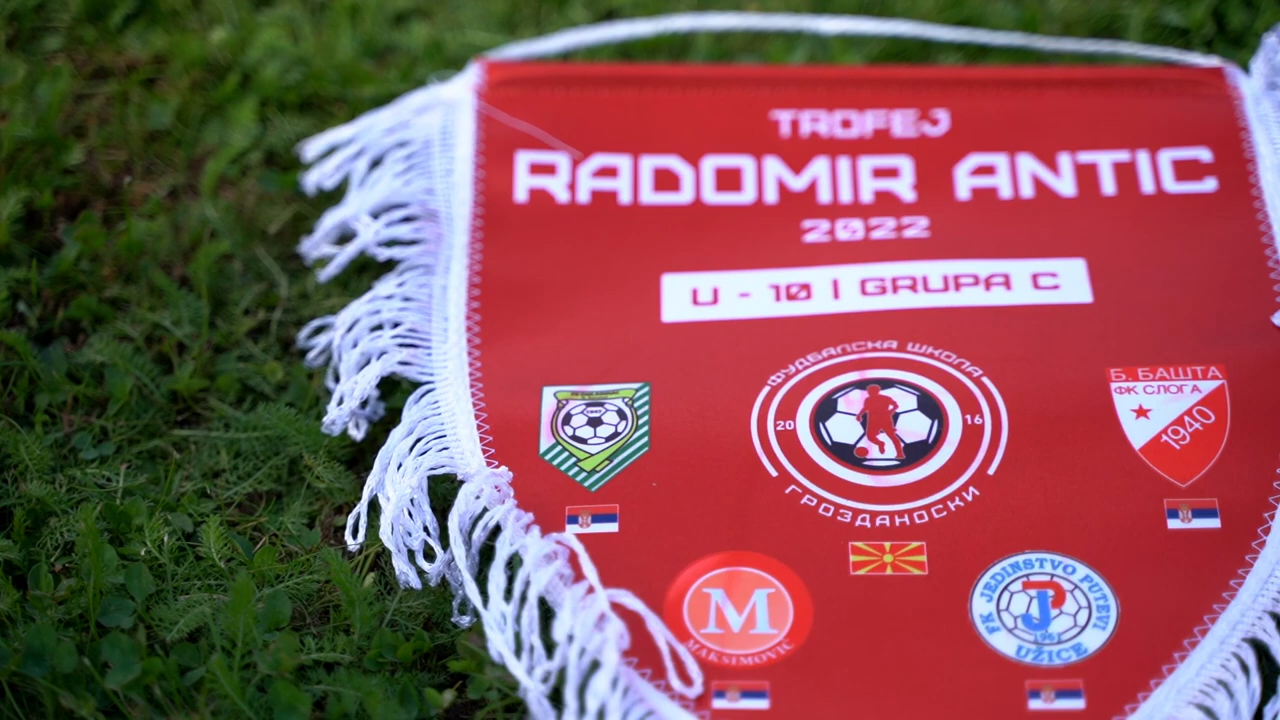 TROFEJ
RADOMIR ANTIC
2022
U - 10 | GRUPA C
ФУДБАЛСКА ШКОЛА
20 16
ГРОЗДАНОСКИ
Б. БАШТА
ФК СЛОГА
1940
M
MAKSIMOVIC
FK JEDINSTVO PUTEVI
UŽICE